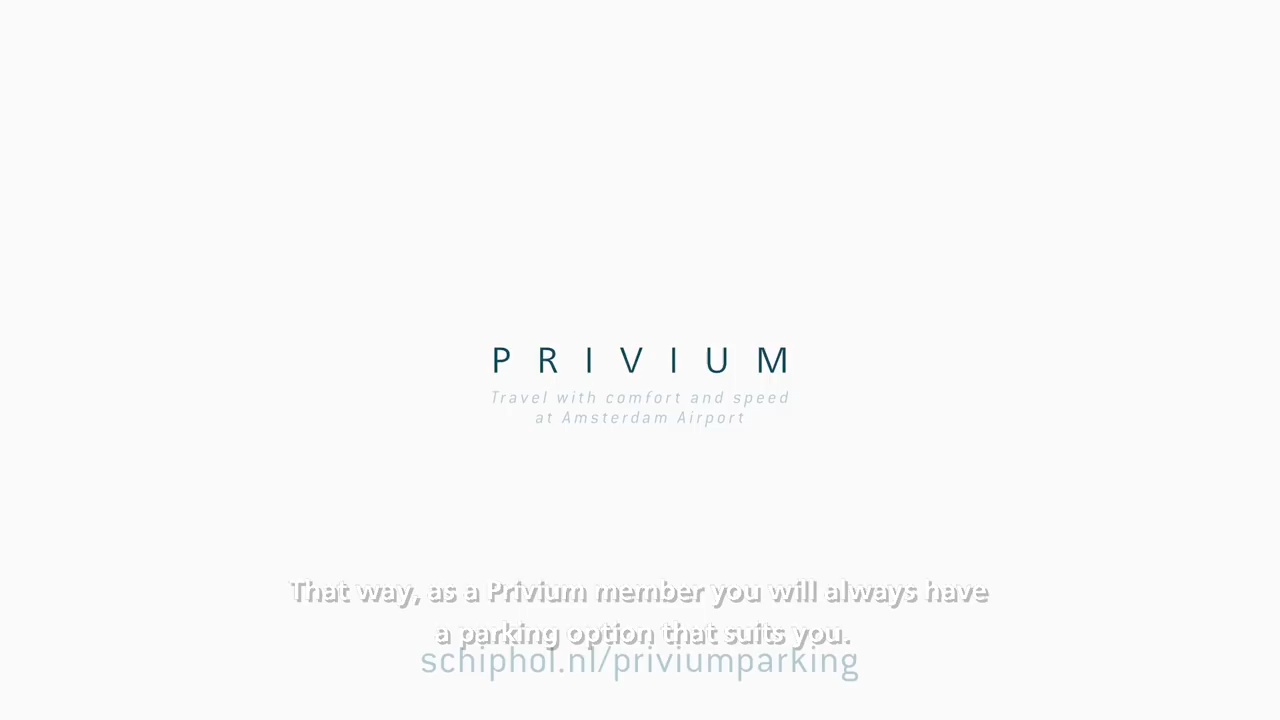 PRIVIUM
Travel with comfort and speed
at Amsterdam Airport
That way, as a Privium member you will always have
a parking option that suits you.
schiphol.nl/priviumparking